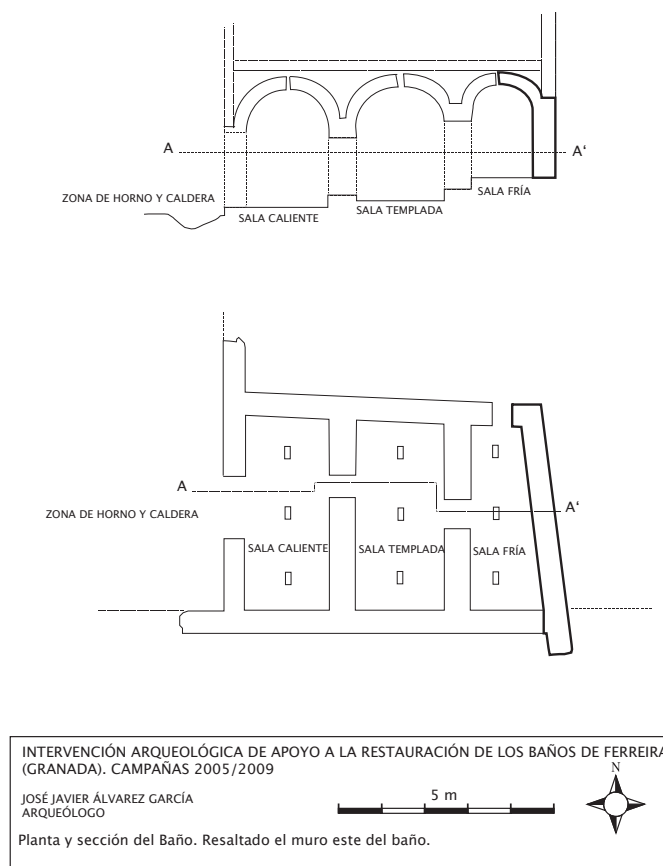 A
A'
ZONA DE HORNO Y CALDERA
SALA CALIENTE
SALA TEMPLADA
SALA FRÍA
A
A'
ZONA DE HORNO Y CALDERA
SALA CALIENTE
SALA TEMPLADA
SALA FRÍA
INTERVENCIÓN ARQUEOLÓGICA DE APOYO A LA RESTAURACIÓN DE LOS BAÑOS DE FERREIRA
(GRANADA). CAMPAÑAS 2005/2009
N
JOSÉ JAVIER ÁLVAREZ GARCÍA
ARQUEÓLOGO
5 m
Planta y sección del Baño. Resaltado el muro este del baño.